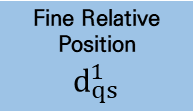 Fine Relative
Position
d¹qs